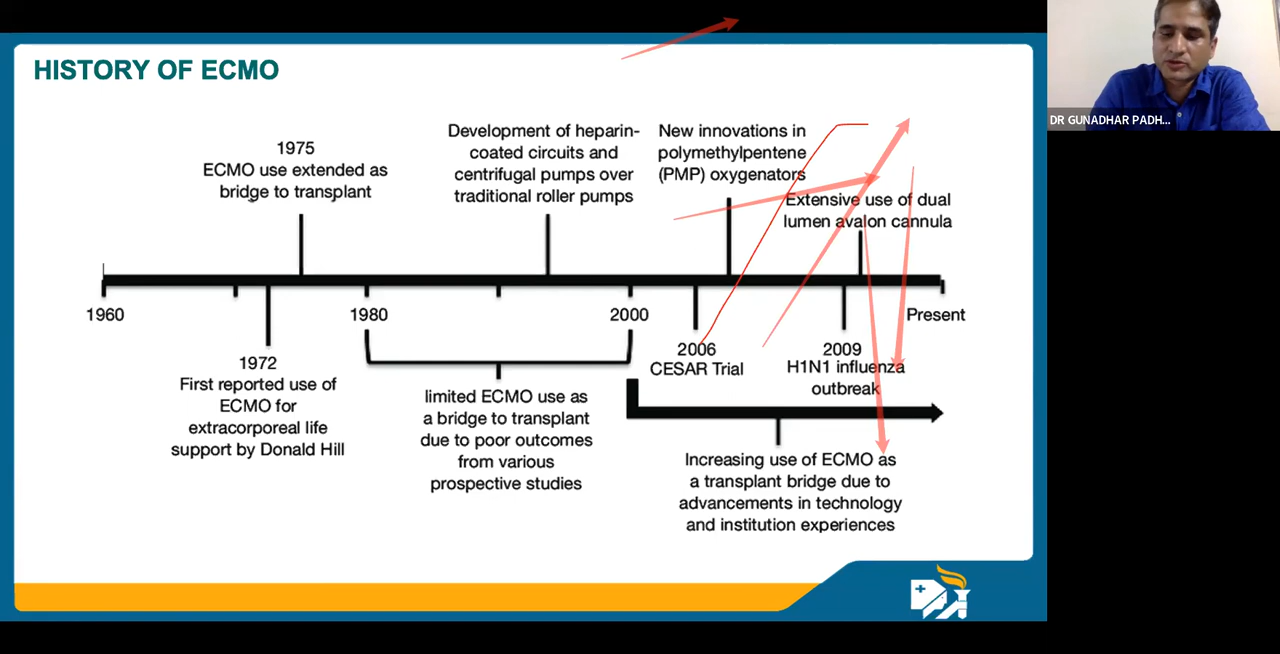 HISTORY OF ECMO
DR GUNADHAR PADH...
1975
ECMO use extended as
bridge to transplant
Development of heparin-
coated circuits and
centrifugal pumps over
traditional roller pumps
New innovations in
polymethylpentene
(PMP) oxygenators
Extensive use of dual
lumen avalon cannula
1960
1980
2000
Present
1972
First reported use of
ECMO for
extracorporeal life
support by Donald Hill
limited ECMO use as
a bridge to transplant
due to poor outcomes
from various
prospective studies
2006
CESAR Trial
2009
H1N1 influenza
outbreak
Increasing use of ECMO as
a transplant bridge due to
advancements in technology
and institution experiences